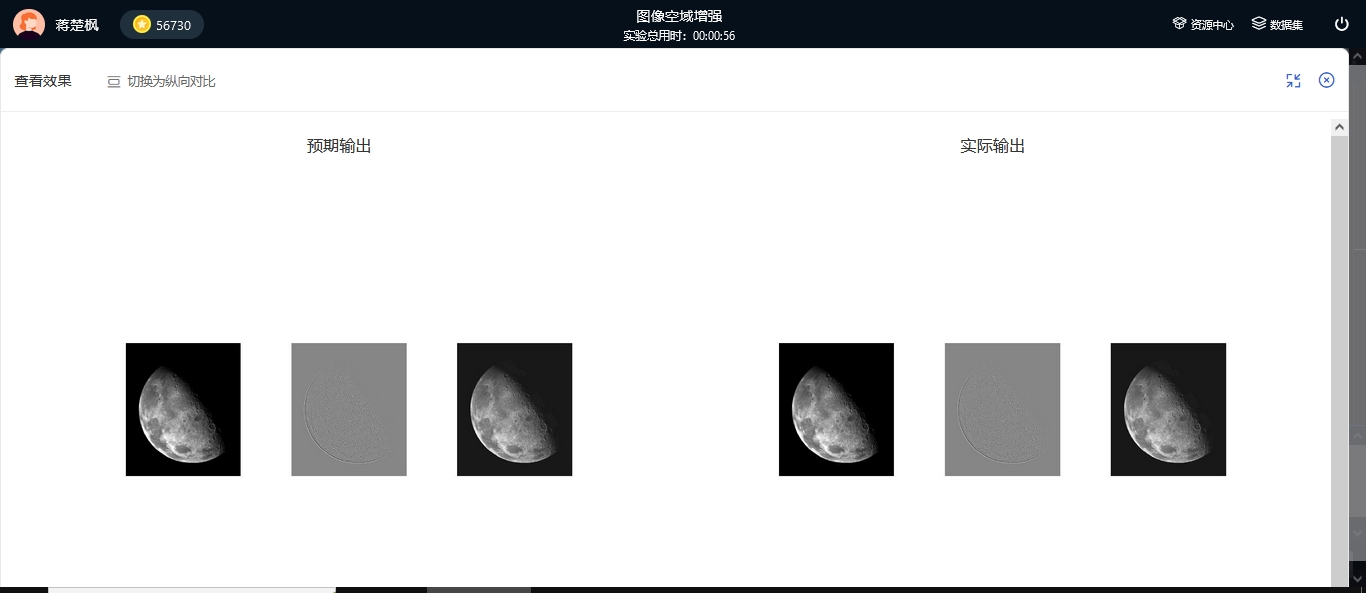 蒋楚枫
56730
图像空域增强
实验总用时：00:00:56
资源中心
数据集
查看效果
切换为纵向对比
预期输出
实际输出